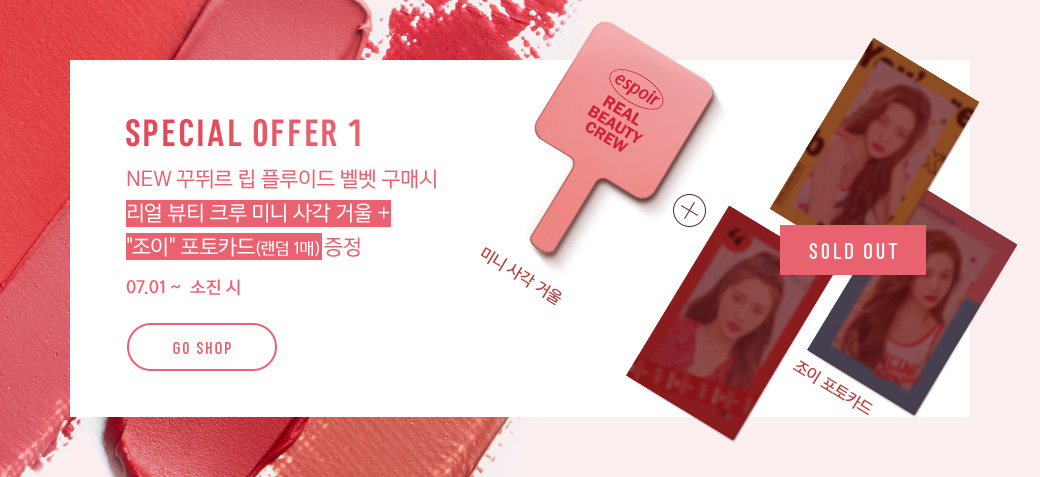 SPECIAL OFFER 1
NEW 꾸뛰르 립 플루이드 벨벳 구매시
리얼 뷰티 크루 미니 사각 거울 +
"조이" 포토카드(랜덤 1매) 증정
07.01 ~ 소진 시
GO SHOP
espoir
REAL
BEAUTY
CREW
미니 사각 거울
SOLD OUT
조이 포토카드